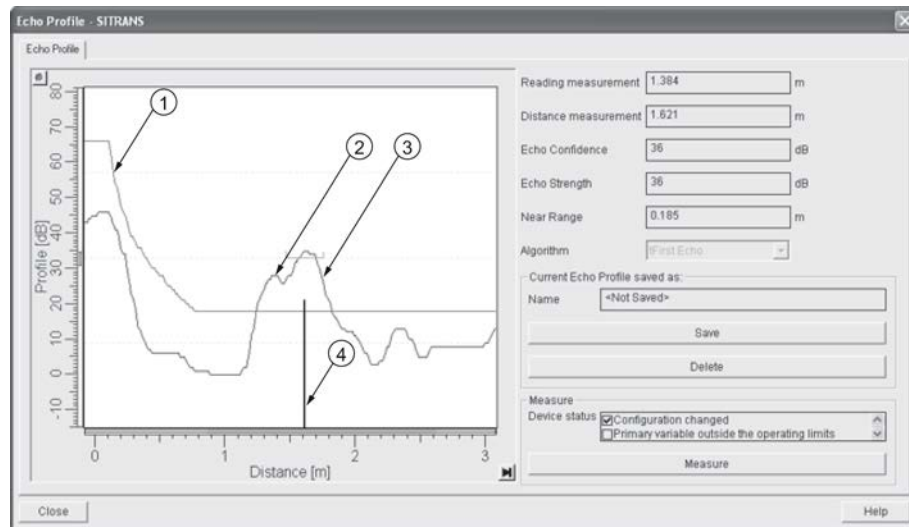 Echo Profile - SITRANS
Echo Profile
80
70
60
50
40
30
20
10
0
-10
Profile [dB]
0
1
2
3
Distance [m]
1
2
3
4
Reading measurement 1.384 m
Distance measurement 1.621 m
Echo Confidence 36 dB
Echo Strength 36 dB
Near Range 0.185 m
Algorithm tFirst Echo
Current Echo Profile saved as:
Name <Not Saved>
Save
Delete
Measure
Device status Configuration changed
Primary variable outside the operating limits
Measure
Close
Help